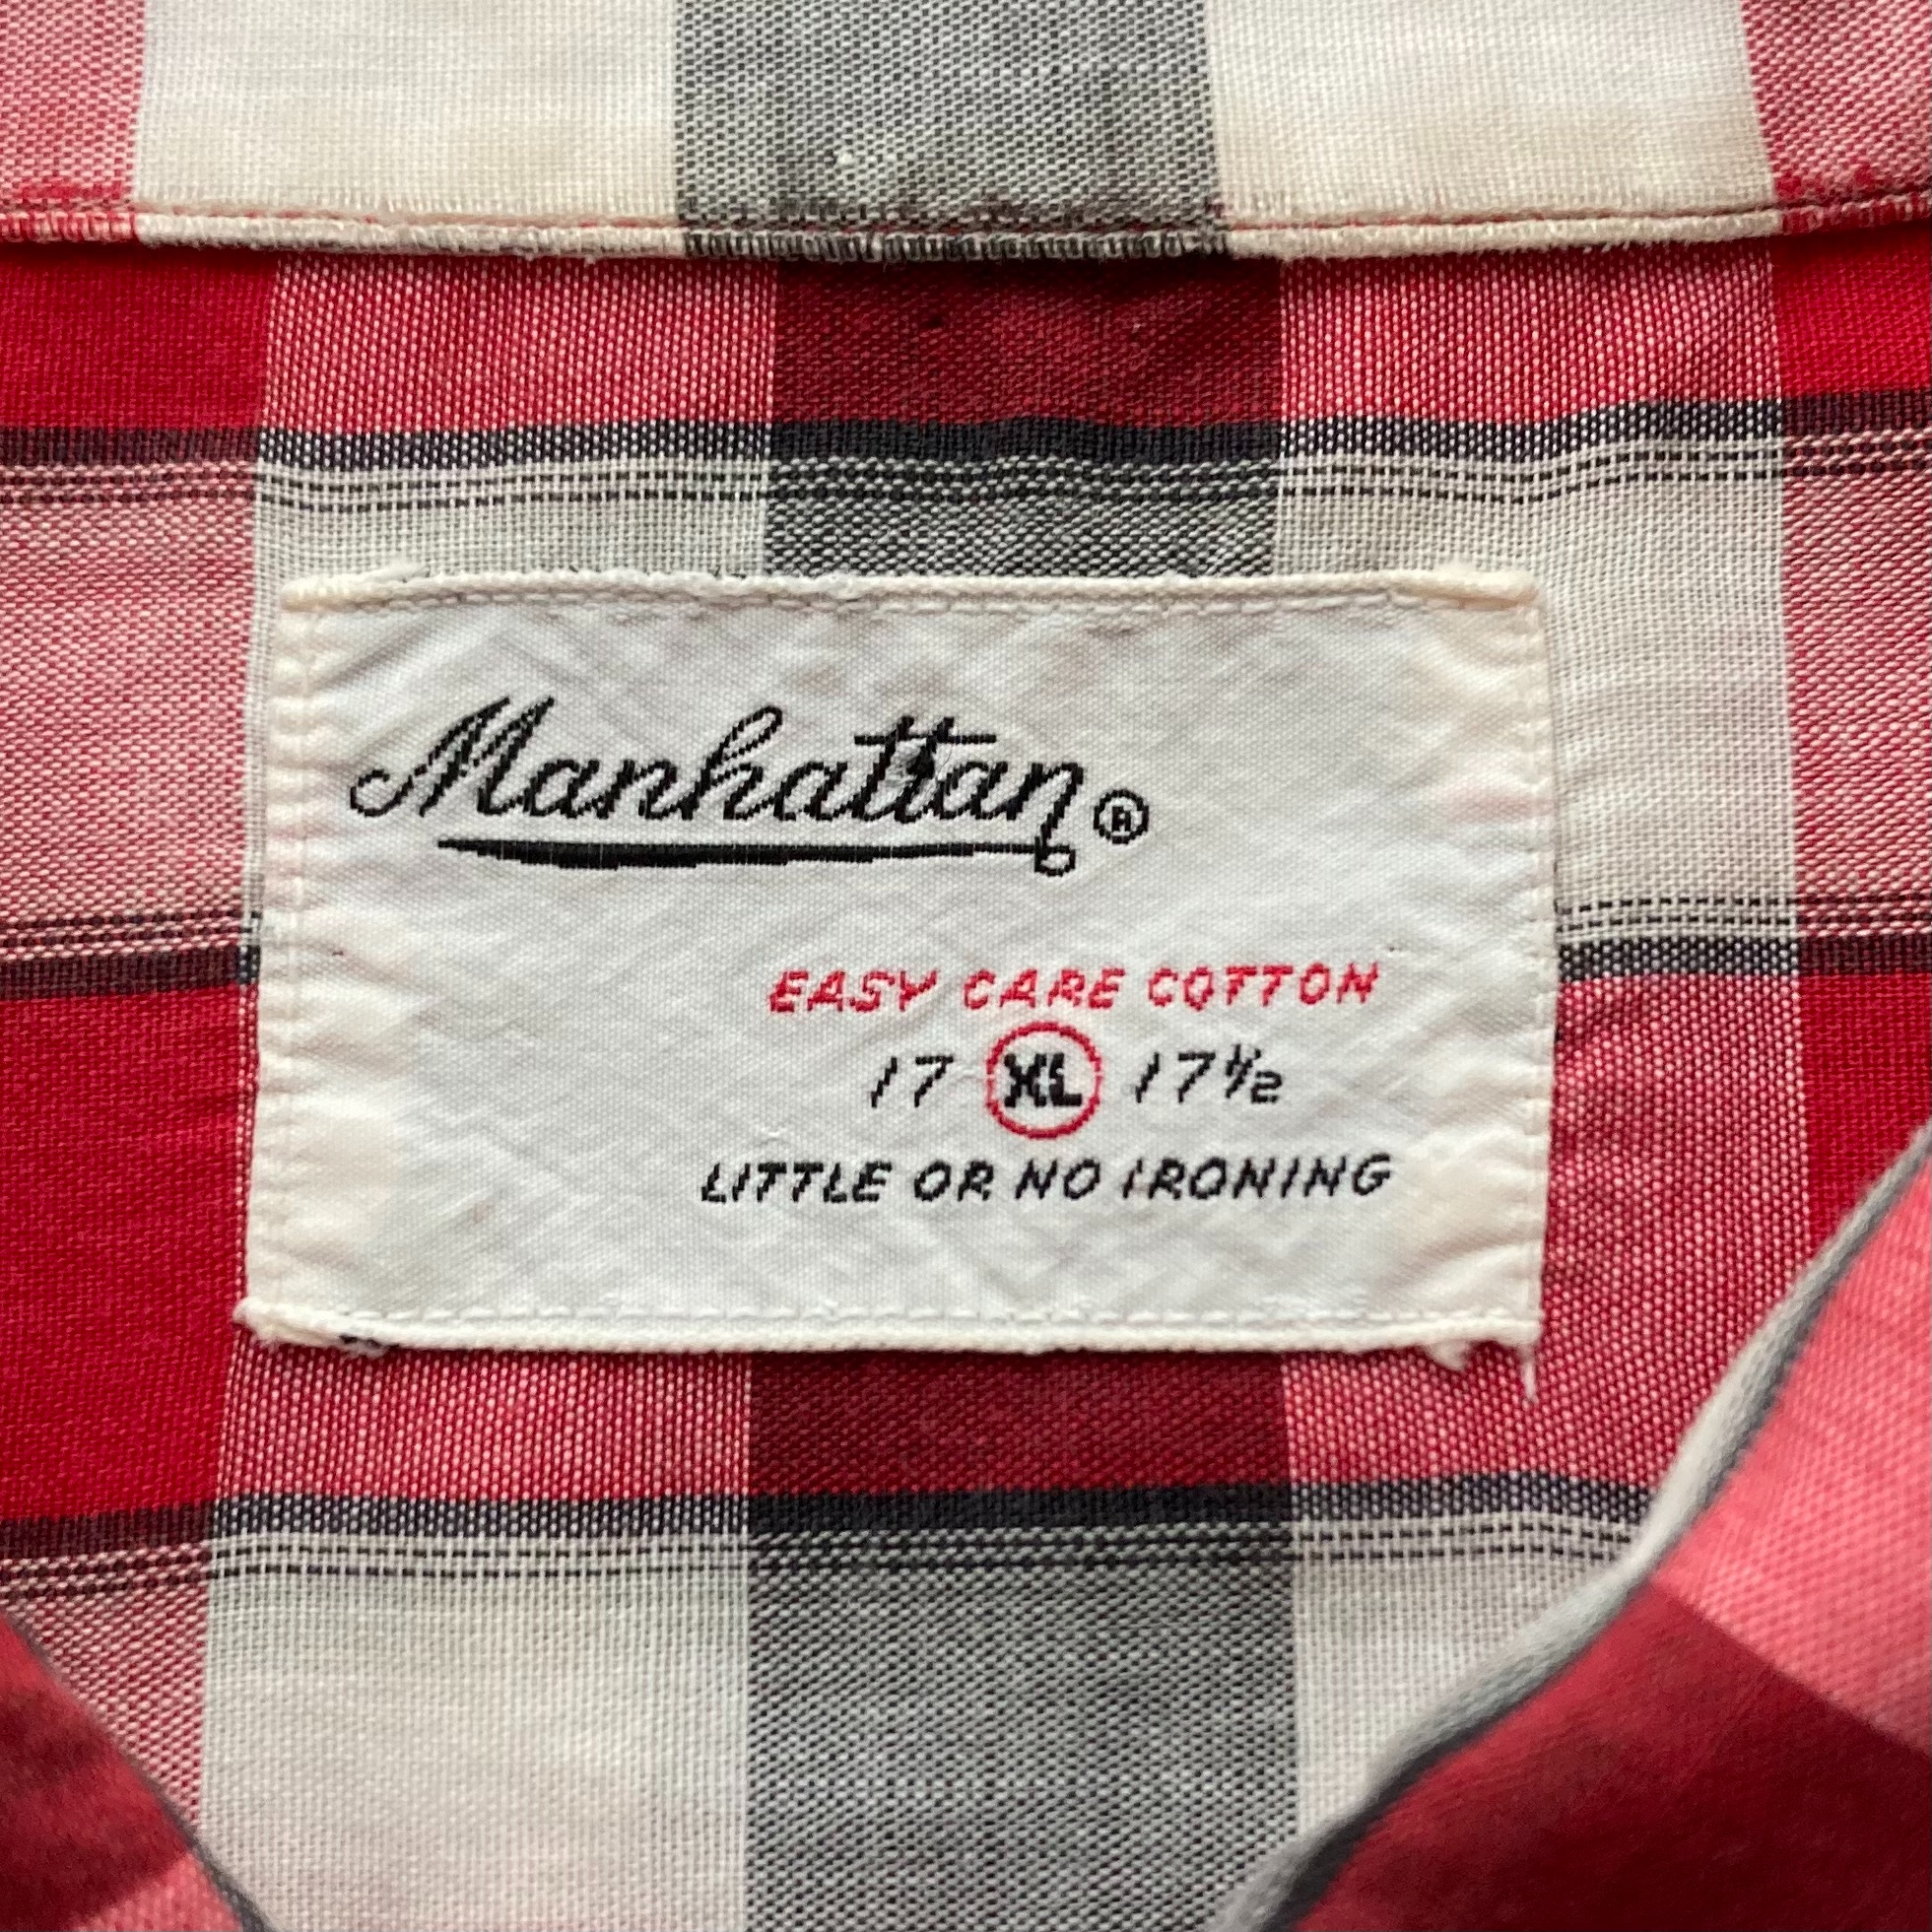 Manhattan®
EASY CARE COTTON
17 XL 17½
LITTLE OR NO IRONING